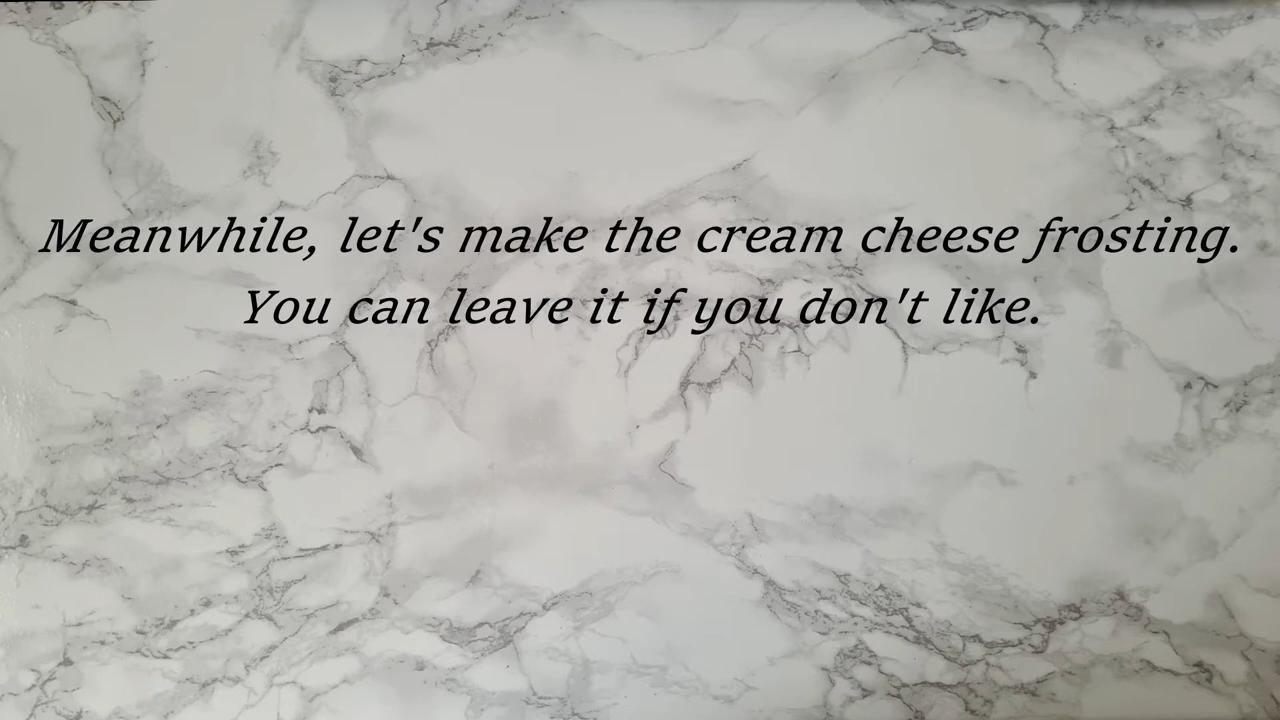 Meanwhile, let's make the cream cheese frosting.
You can leave it if you don't like.